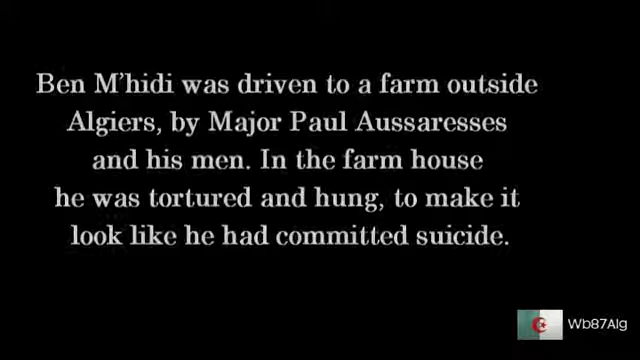 Ben M'hidi was driven to a farm outside
Algiers, by Major Paul Aussaresses
and his men. In the farm house
he was tortured and hung, to make it
look like he had committed suicide.
Wb87Alg